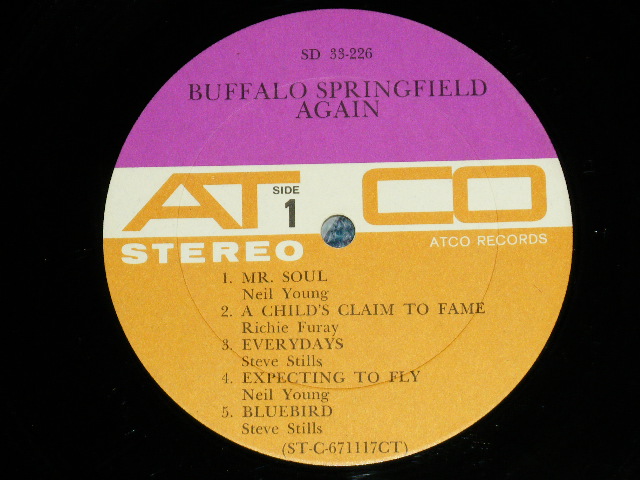 SD 33-226
BUFFALO SPRINGFIELD
AGAIN
ATCO
SIDE
1
STEREO
ATCO RECORDS
1. MR. SOUL
Neil Young
2. A CHILD'S CLAIM TO FAME
Richie Furay
3. EVERYDAYS
Steve Stills
4. EXPECTING TO FLY
Neil Young
5. BLUEBIRD
Steve Stills
(ST-C-671117CT)